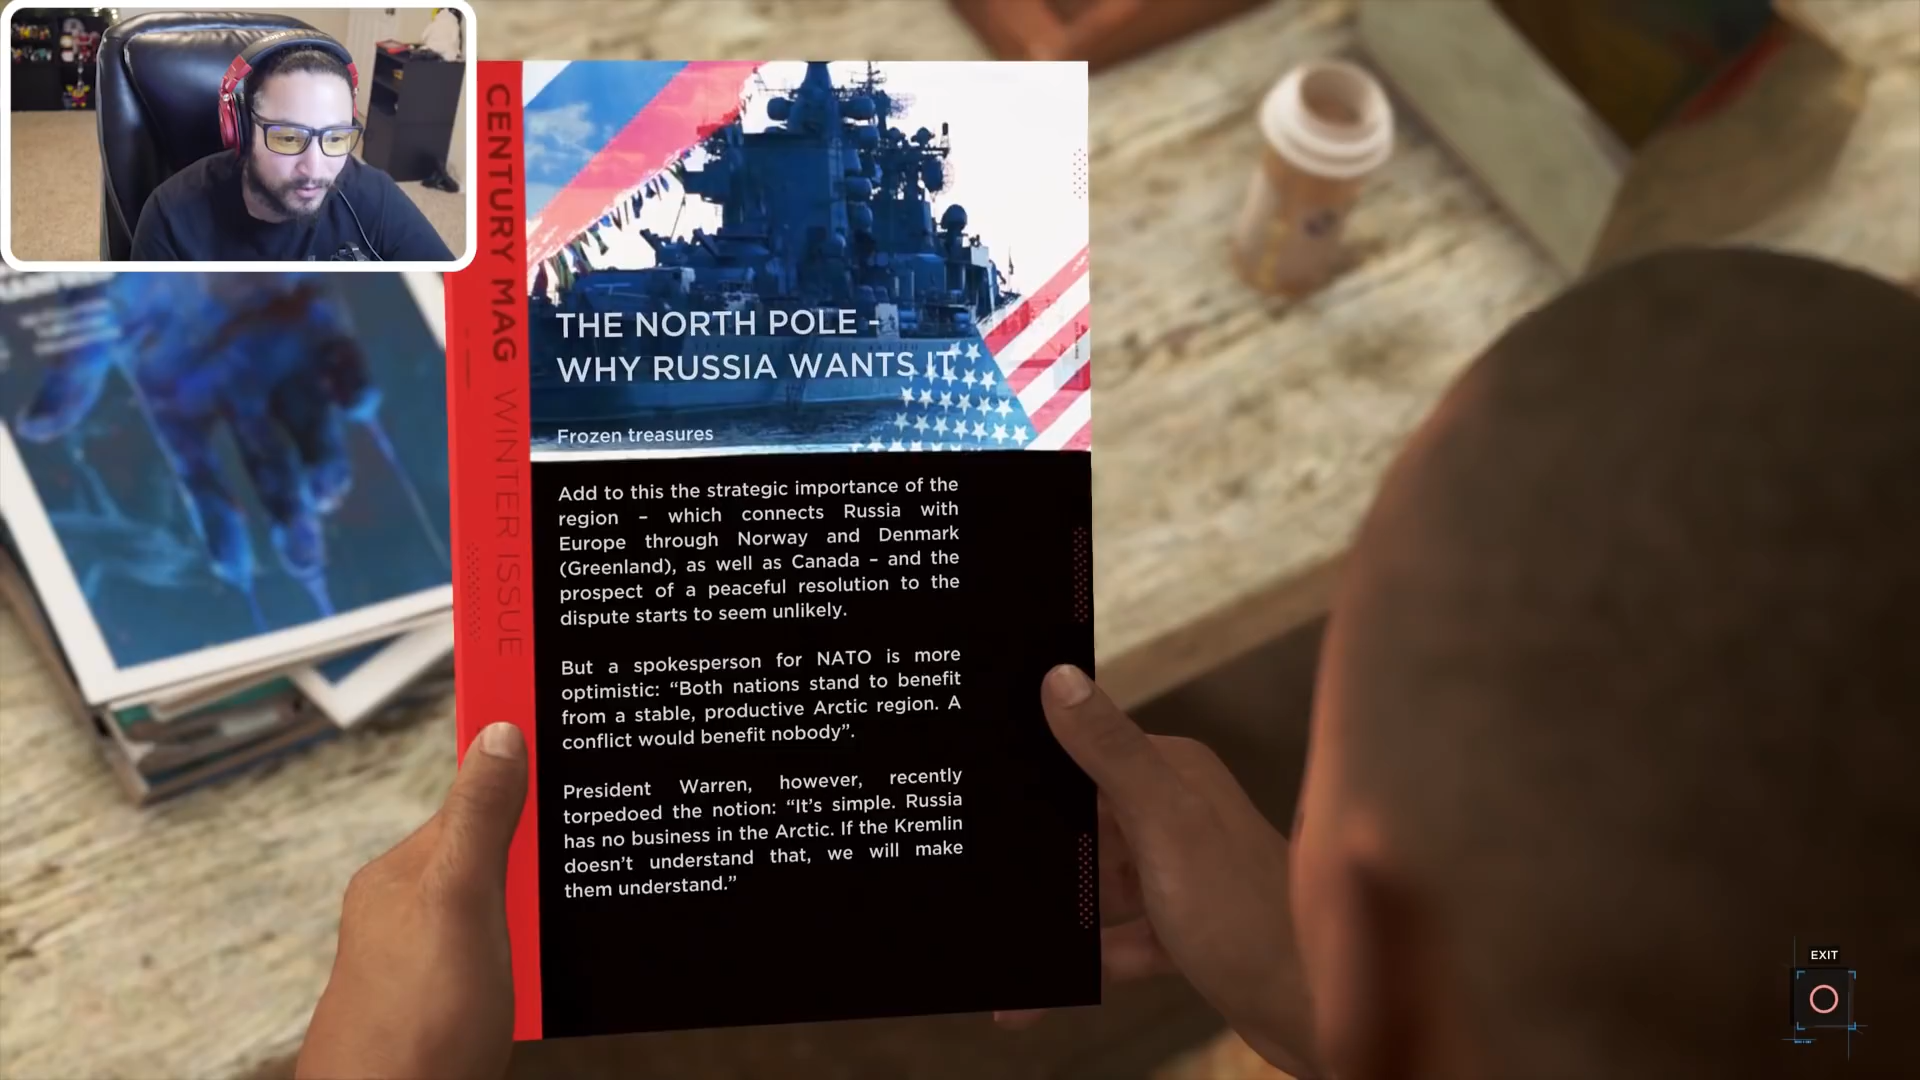 CENTURY MAG WINTER ISSUE
THE NORTH POLE -
WHY RUSSIA WANTS IT
Frozen treasures
Add to this the strategic importance of the
region – which connects Russia with
Europe through Norway and Denmark
(Greenland), as well as Canada – and the
prospect of a peaceful resolution to the
dispute starts to seem unlikely.
But a spokesperson for NATO is more
optimistic: “Both nations stand to benefit
from a stable, productive Arctic region. A
conflict would benefit nobody”.
President Warren, however, recently
torpedoed the notion: “It’s simple. Russia
has no business in the Arctic. If the Kremlin
doesn’t understand that, we will make
them understand.”
EXIT